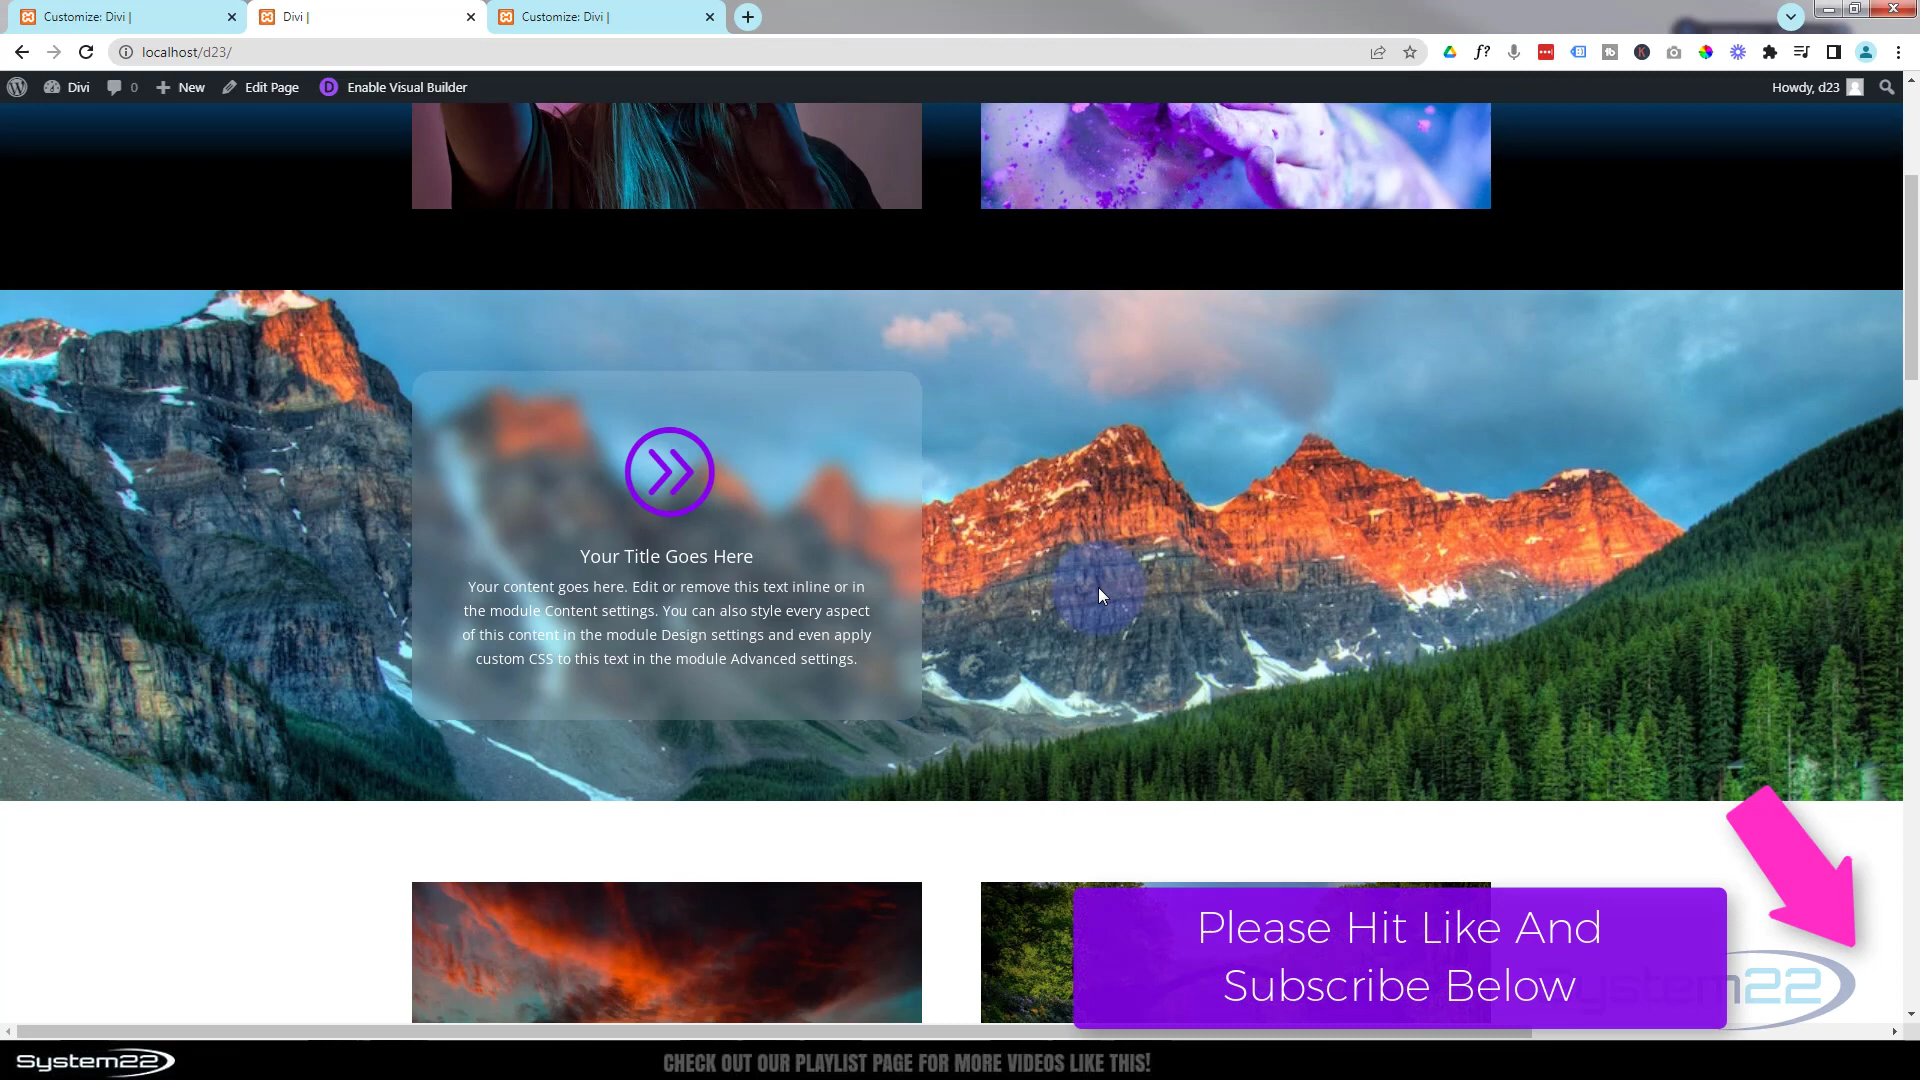 Customize: Divi |
Divi |
Customize: Divi |
localhost/d23/
Divi
0
New
Edit Page
Enable Visual Builder
Howdy, d23
Your Title Goes Here
Your content goes here. Edit or remove this text inline or in
the module Content settings. You can also style every aspect
of this content in the module Design settings and even apply
custom CSS to this text in the module Advanced settings.
Please Hit Like And
Subscribe Below
System22
System22
CHECK OUT OUR PLAYLIST PAGE FOR MORE VIDEOS LIKE THIS!